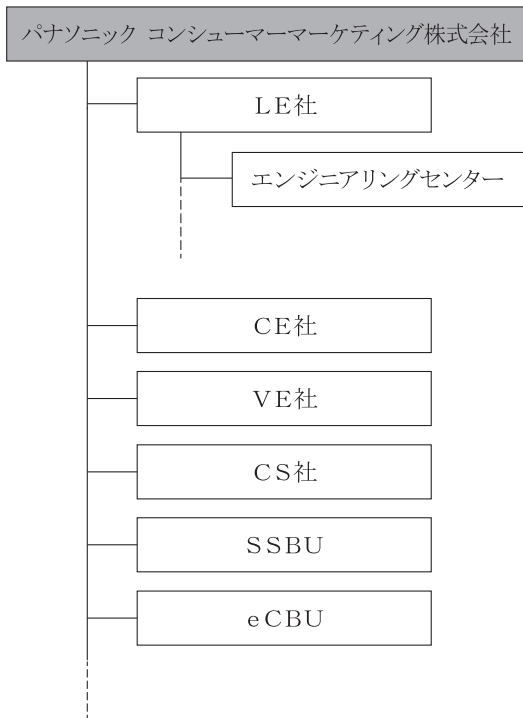 パナソニック コンシューマーマーケティング株式会社
ＬＥ社
エンジニアリングセンター
ＣＥ社
ＶＥ社
ＣＳ社
ＳＳＢＵ
ｅＣＢＵ